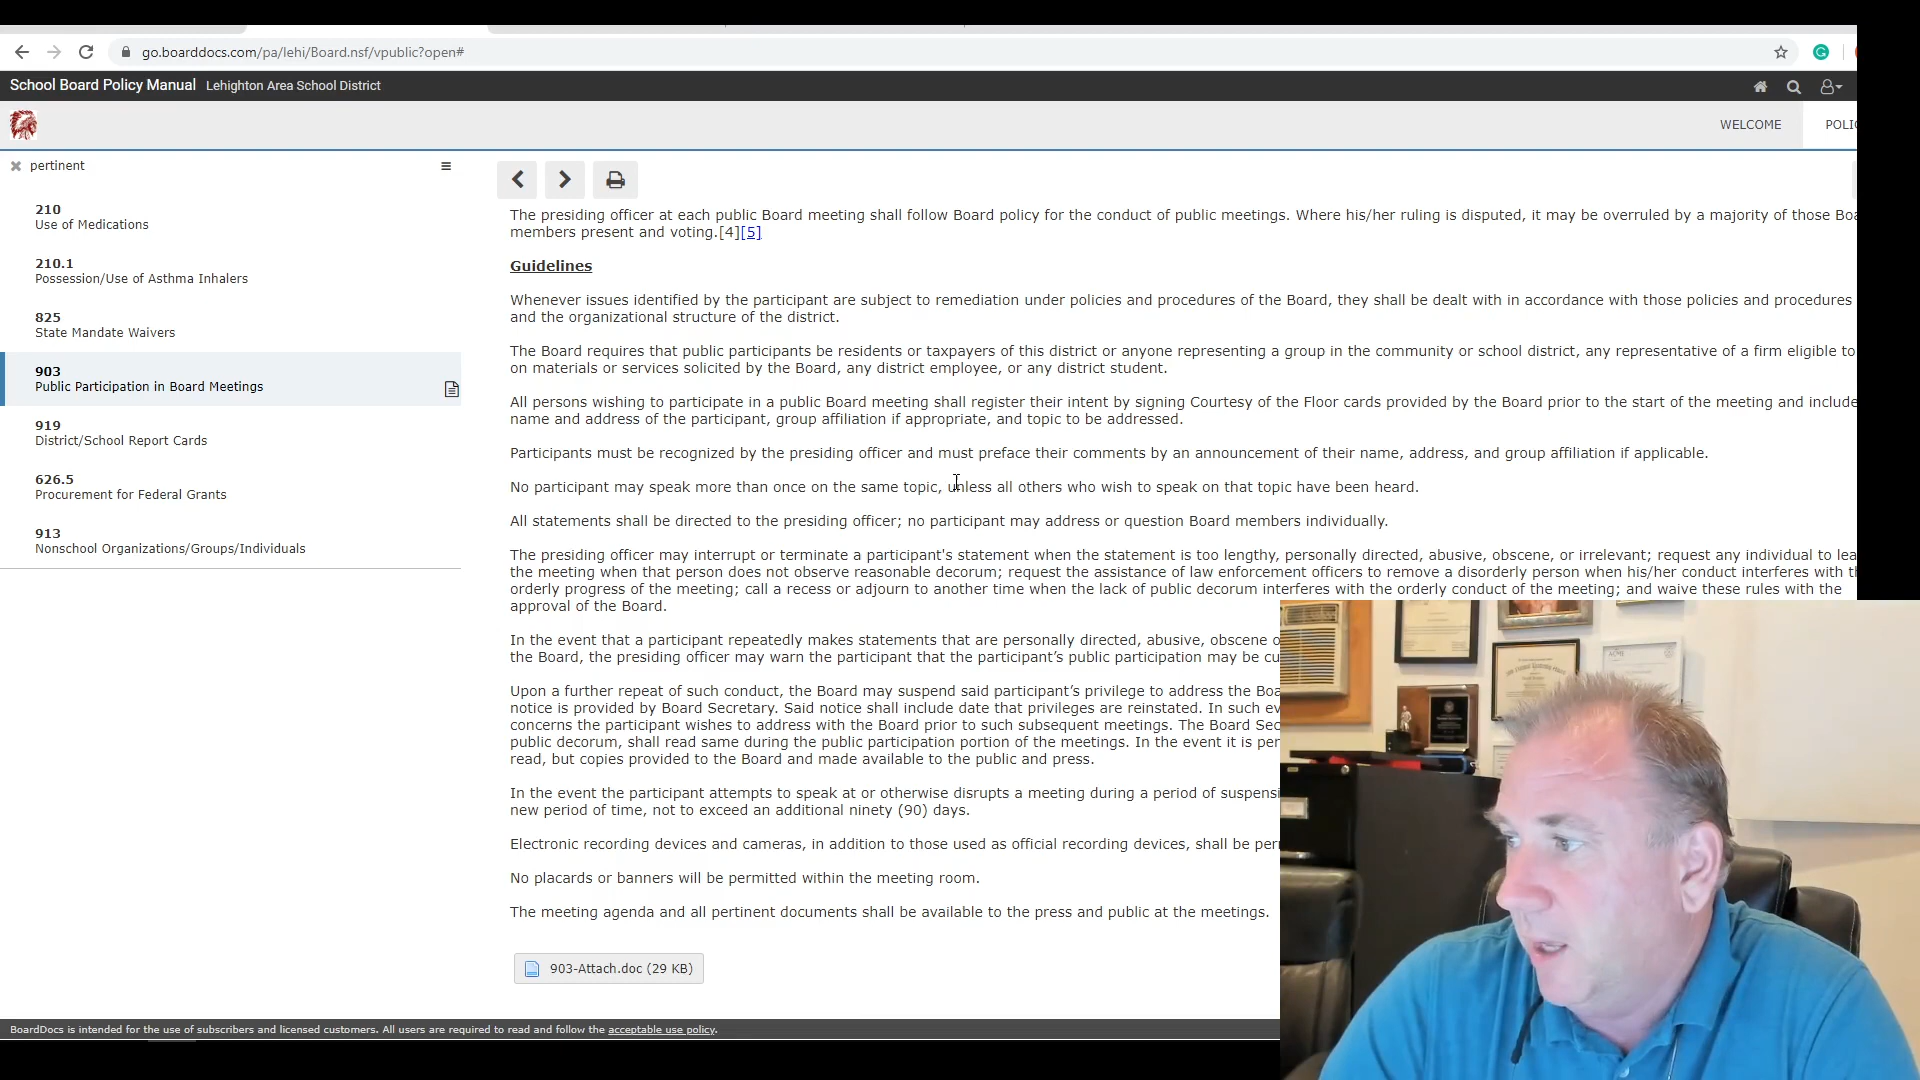 go.boarddocs.com/pa/lehi/Board.nsf/vpublic?open#
School Board Policy Manual Lehighton Area School District
WELCOME
pertinent
210
Use of Medications
210.1
Possession/Use of Asthma Inhalers
825
State Mandate Waivers
903
Public Participation in Board Meetings
919
District/School Report Cards
626.5
Procurement for Federal Grants
913
Nonschool Organizations/Groups/Individuals
The presiding officer at each public Board meeting shall follow Board policy for the conduct of public meetings. Where his/her ruling is disputed, it may be overruled by a majority of those
members present and voting.[4][5]
Guidelines
Whenever issues identified by the participant are subject to remediation under policies and procedures of the Board, they shall be dealt with in accordance with those policies and procedures
and the organizational structure of the district.
The Board requires that public participants be residents or taxpayers of this district or anyone representing a group in the community or school district, any representative of a firm eligible to
on materials or services solicited by the Board, any district employee, or any district student.
All persons wishing to participate in a public Board meeting shall register their intent by signing Courtesy of the Floor cards provided by the Board prior to the start of the meeting and include
name and address of the participant, group affiliation if appropriate, and topic to be addressed.
Participants must be recognized by the presiding officer and must preface their comments by an announcement of their name, address, and group affiliation if applicable.
No participant may speak more than once on the same topic, unless all others who wish to speak on that topic have been heard.
All statements shall be directed to the presiding officer; no participant may address or question Board members individually.
The presiding officer may interrupt or terminate a participant's statement when the statement is too lengthy, personally directed, abusive, obscene, or irrelevant; request any individual to
the meeting when that person does not observe reasonable decorum; request the assistance of law enforcement officers to remove a disorderly person when his/her conduct interferes with
orderly progress of the meeting; call a recess or adjourn to another time when the lack of public decorum interferes with the orderly conduct of the meeting; and waive these rules with the
approval of the Board.
In the event that a participant repeatedly makes statements that are personally directed, abusive, obscene
the Board, the presiding officer may warn the participant that the participant's public participation may be
Upon a further repeat of such conduct, the Board may suspend said participant's privilege to address the
notice is provided by Board Secretary. Said notice shall include date that privileges are reinstated. In such
concerns the participant wishes to address with the Board prior to such subsequent meetings. The Board
public decorum, shall read same during the public participation portion of the meetings. In the event it is
read, but copies provided to the Board and made available to the public and press.
In the event the participant attempts to speak at or otherwise disrupts a meeting during a period of
new period of time, not to exceed an additional ninety (90) days.
Electronic recording devices and cameras, in addition to those used as official recording devices, shall be
No placards or banners will be permitted within the meeting room.
The meeting agenda and all pertinent documents shall be available to the press and public at the meetings.
903-Attach.doc (29 KB)
BoardDocs is intended for the use of subscribers and licensed customers. All users are required to read and follow the acceptable use policy.